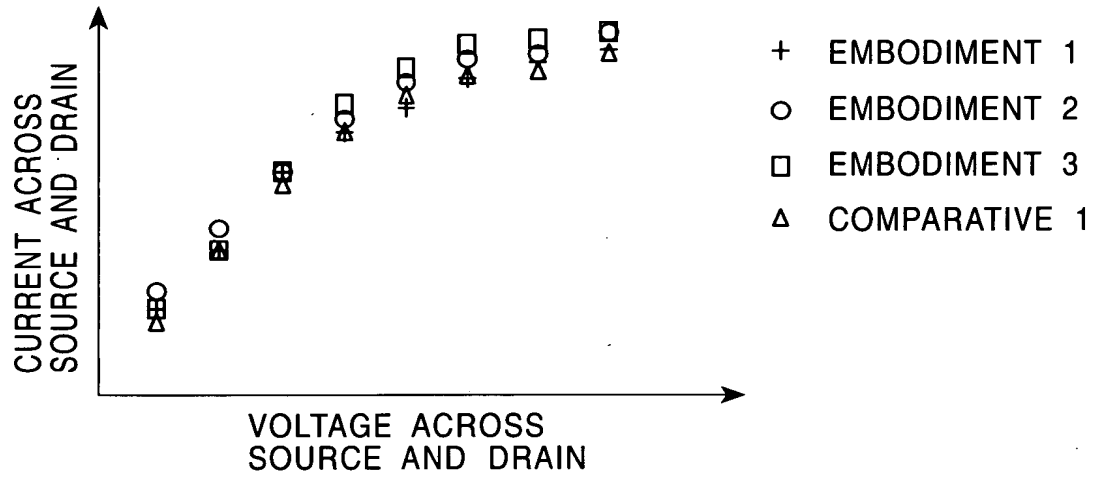 CURRENT ACROSS
SOURCE AND DRAIN
VOLTAGE ACROSS
SOURCE AND DRAIN
EMBODIMENT 1
EMBODIMENT 2
EMBODIMENT 3
COMPARATIVE 1